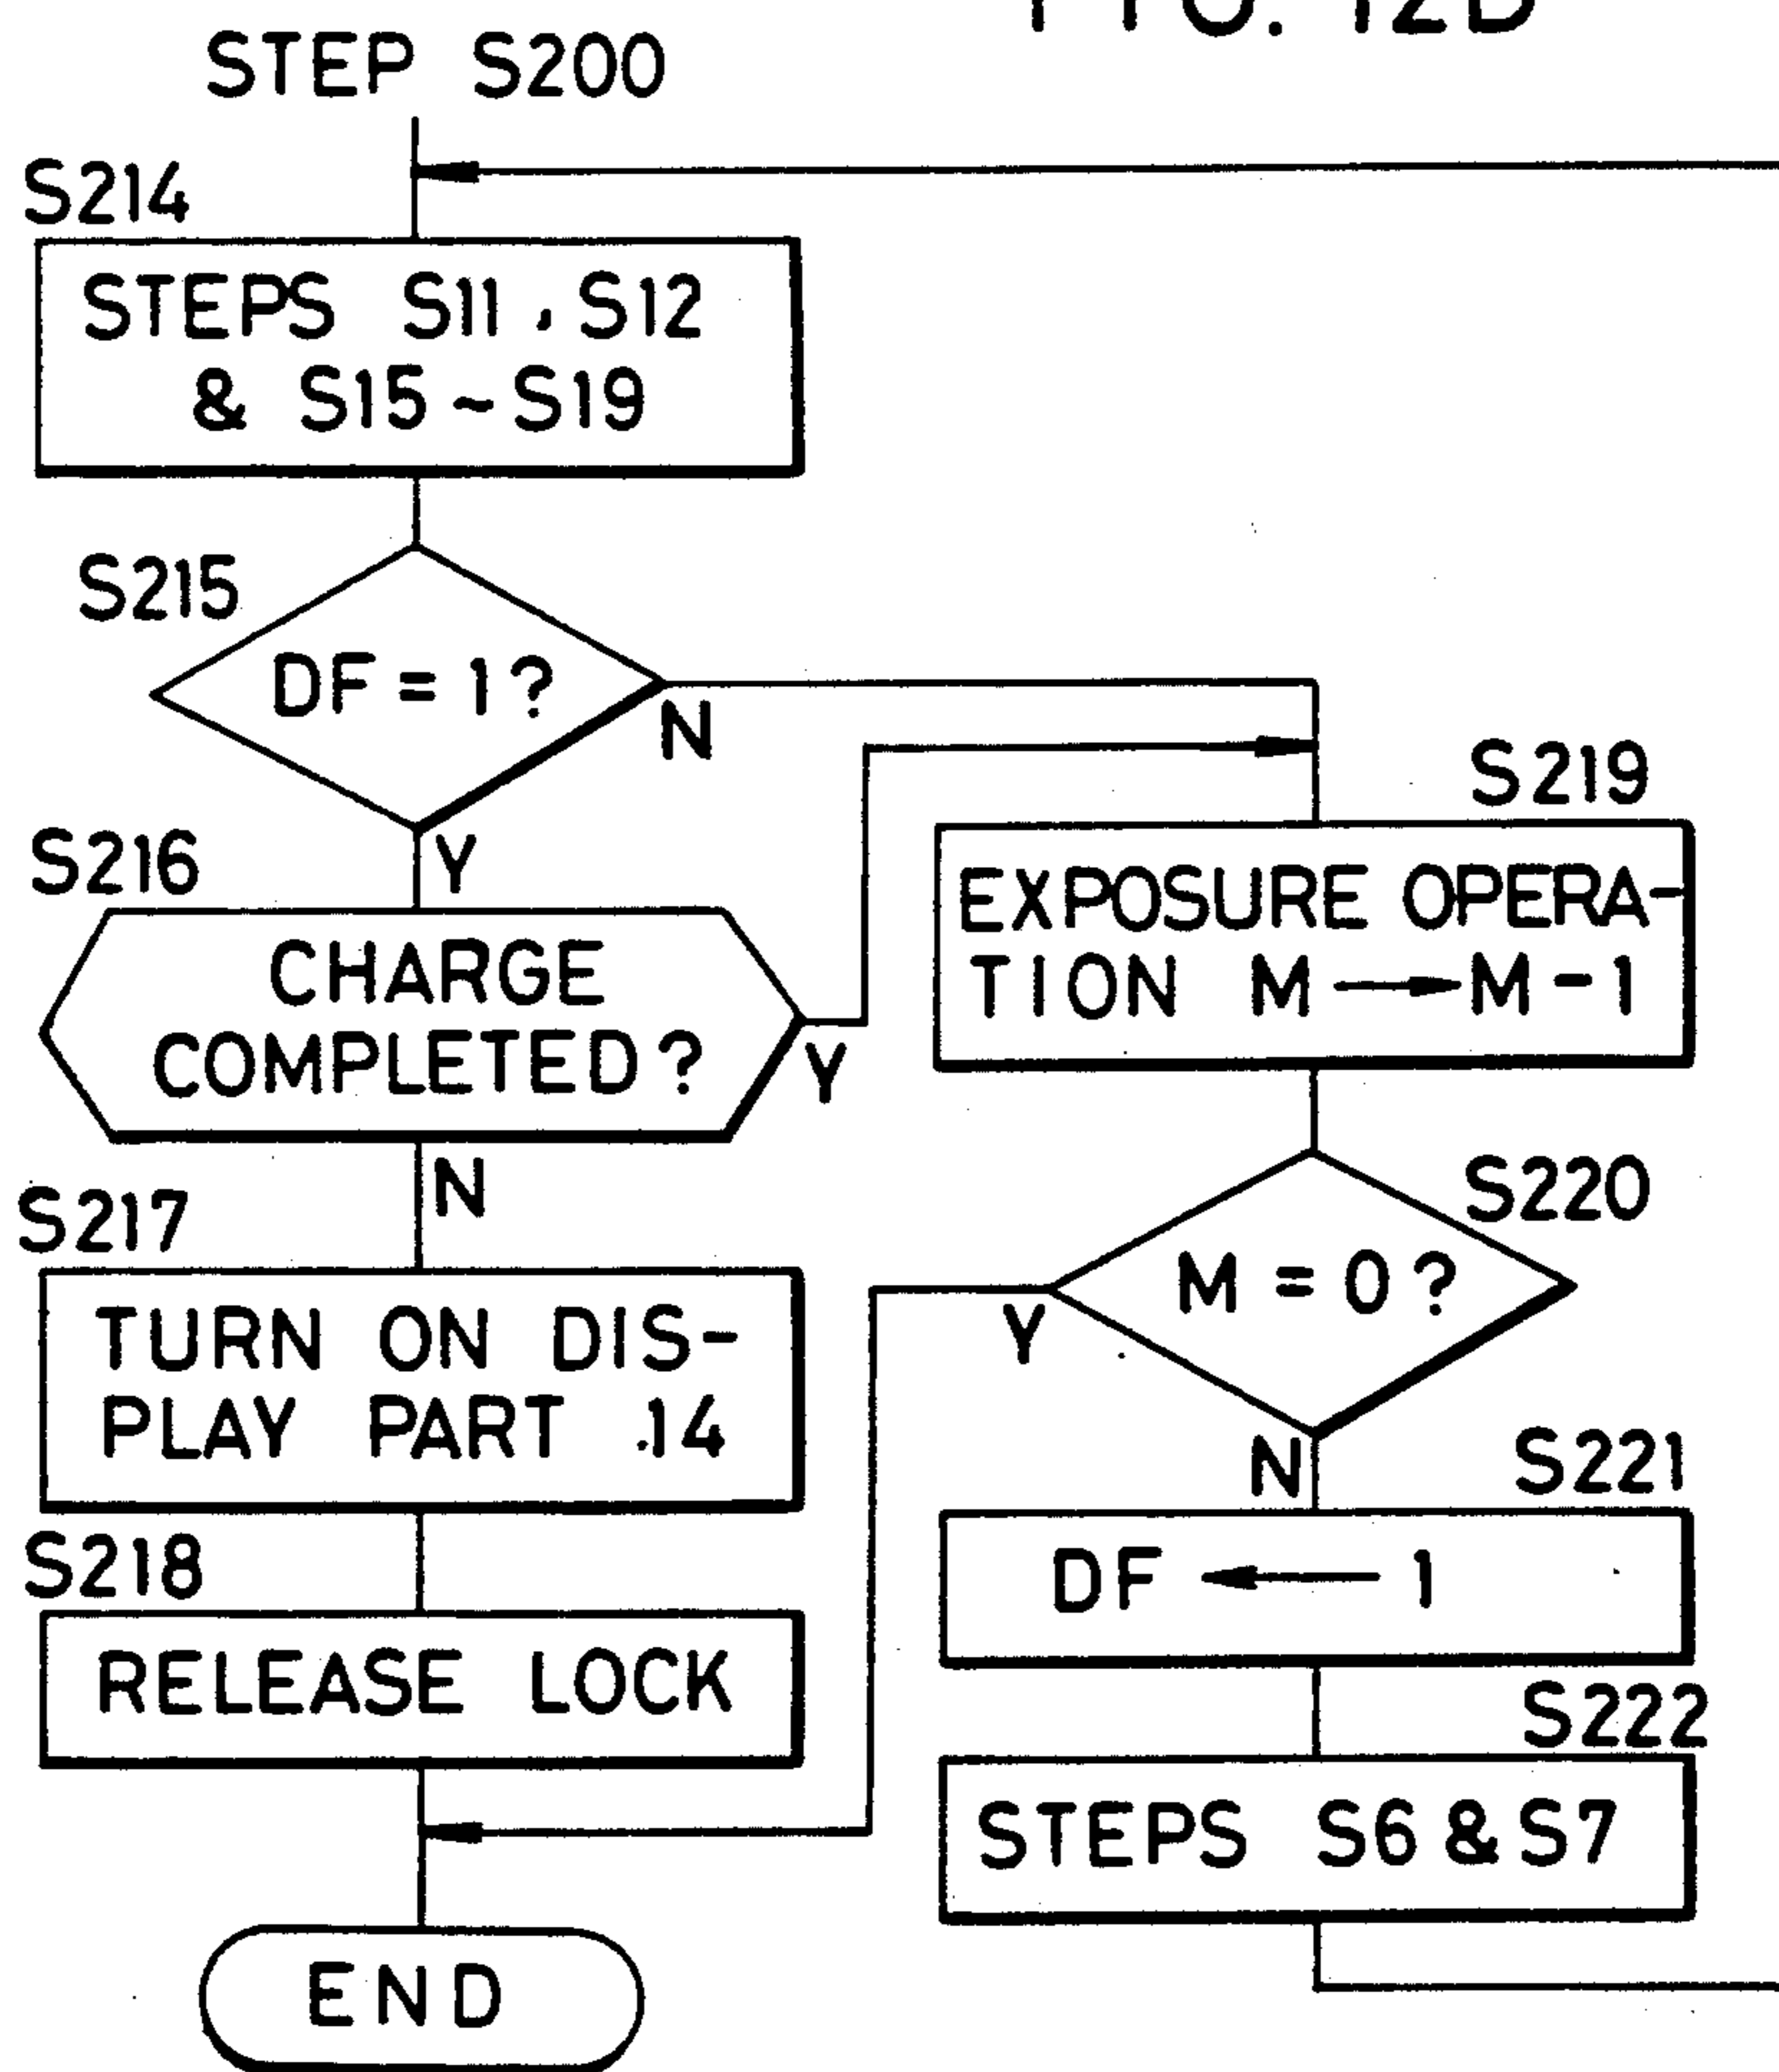 FIG. 12B
STEP S200
S214
STEPS S11, S12
& S15~S19
S215
DF = 1 ?
N
Y
S216
CHARGE
COMPLETED ?
Y
N
S217
TURN ON DIS-
PLAY PART 14
S218
RELEASE LOCK
END
S219
EXPOSURE OPERA-
TION M → M - 1
S220
M = 0 ?
Y
N
S221
DF ← 1
S222
STEPS S6 & S7